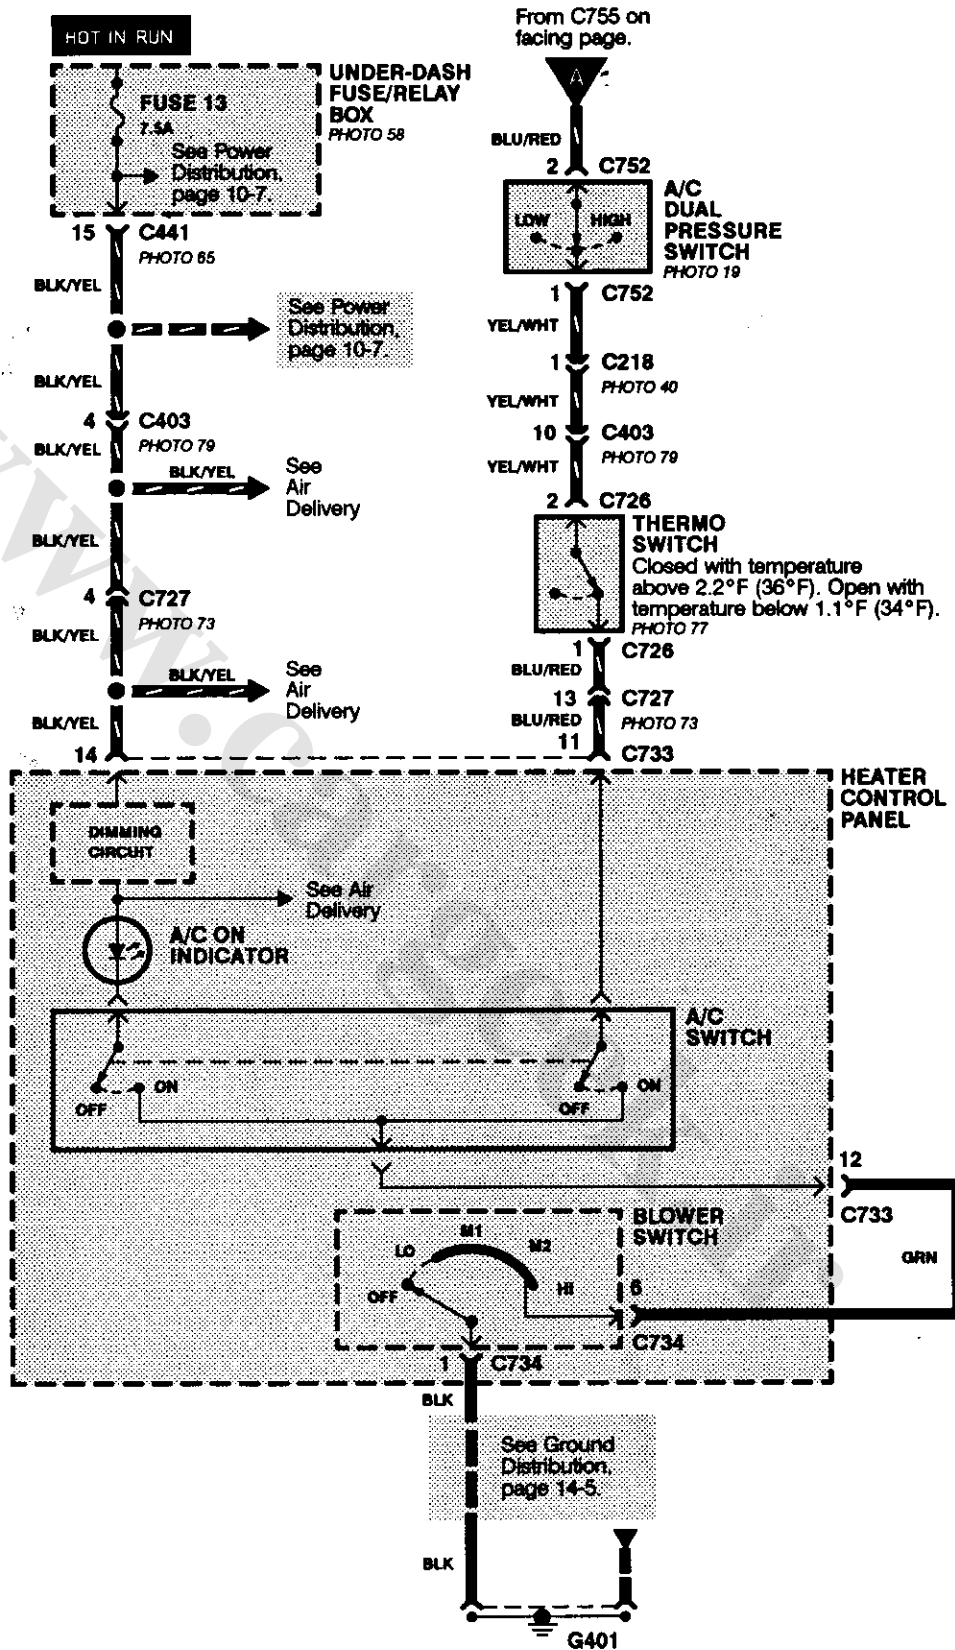 HOT IN RUN
FUSE 13
7.5A
See Power
Distribution,
page 10-7.
UNDER-DASH
FUSE/RELAY
BOX
PHOTO 58
15 C441
PHOTO 65
BLK/YEL
See Power
Distribution,
page 10-7.
BLK/YEL
4 C403
PHOTO 79
BLK/YEL
BLK/YEL
See
Air
Delivery
BLK/YEL
4 C727
PHOTO 73
BLK/YEL
BLK/YEL
See
Air
Delivery
BLK/YEL
14
From C755 on
facing page.
A
BLU/RED
2 C752
A/C
DUAL
PRESSURE
SWITCH
PHOTO 19
LOW HIGH
1 C752
YEL/WHT
1 C218
PHOTO 40
YEL/WHT
10 C403
PHOTO 79
YEL/WHT
2 C726
THERMO
SWITCH
Closed with temperature
above 2.2°F (36°F). Open with
temperature below 1.1°F (34°F).
PHOTO 77
1 C726
BLU/RED
13 C727
PHOTO 73
BLU/RED
11 C733
HEATER
CONTROL
PANEL
DIMMING
CIRCUIT
See Air
Delivery
A/C ON
INDICATOR
A/C
SWITCH
OFF ON
OFF ON
12
C733
GRN
BLOWER
SWITCH
OFF LO M1 M2 HI
6
C734
1 C734
BLK
See Ground
Distribution,
page 14-5.
BLK
G401